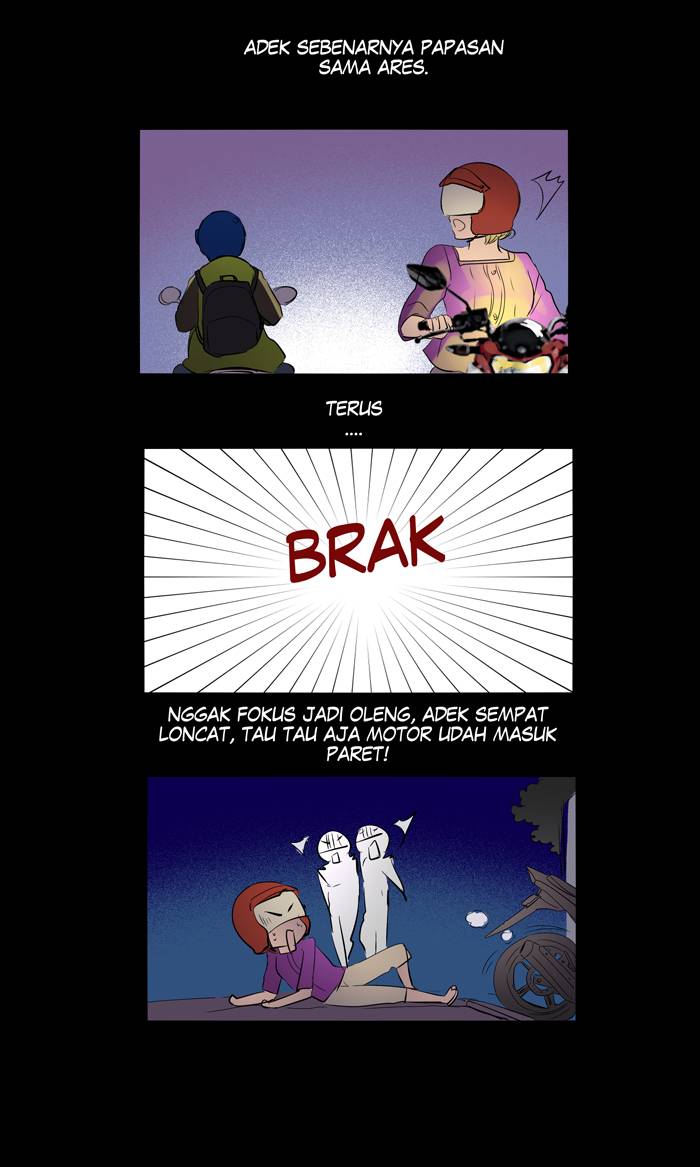 ADEK SEBENARNYA PAPASAN
SAMA ARES.
TERUS
....
BRAK
NGGAK FOKUS JADI OLENG, ADEK SEMPAT
LONCAT, TAU TAU AJA MOTOR UDAH MASUK
PARET!